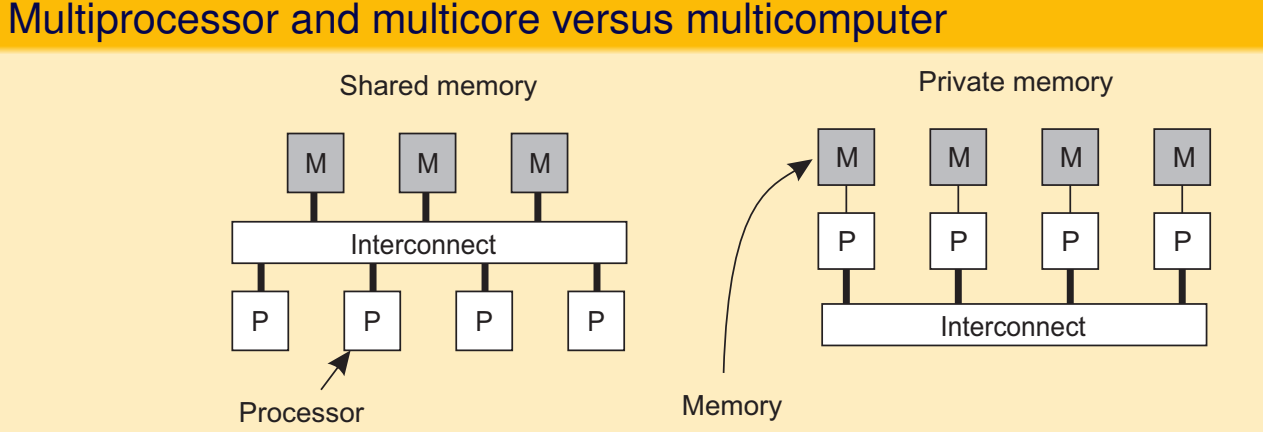 Multiprocessor and multicore versus multicomputer
Shared memory
M M M
Interconnect
P P P P
Processor
Private memory
M M M M
P P P P
Interconnect
Memory